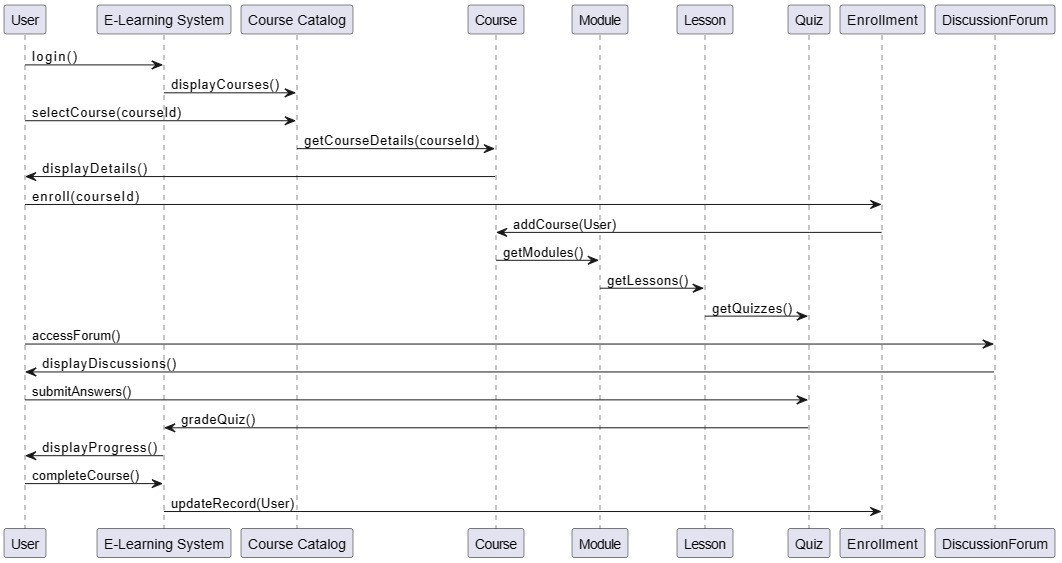 User E-Learning System Course Catalog Course Module Lesson Quiz Enrollment DiscussionForum
login()
displayCourses()
selectCourse(courseId)
getCourseDetails(courseId)
displayDetails()
enroll(courseId)
addCourse(User)
getModules()
getLessons()
getQuizzes()
accessForum()
displayDiscussions()
submitAnswers()
gradeQuiz()
displayProgress()
completeCourse()
updateRecord(User)
User E-Learning System Course Catalog Course Module Lesson Quiz Enrollment DiscussionForum